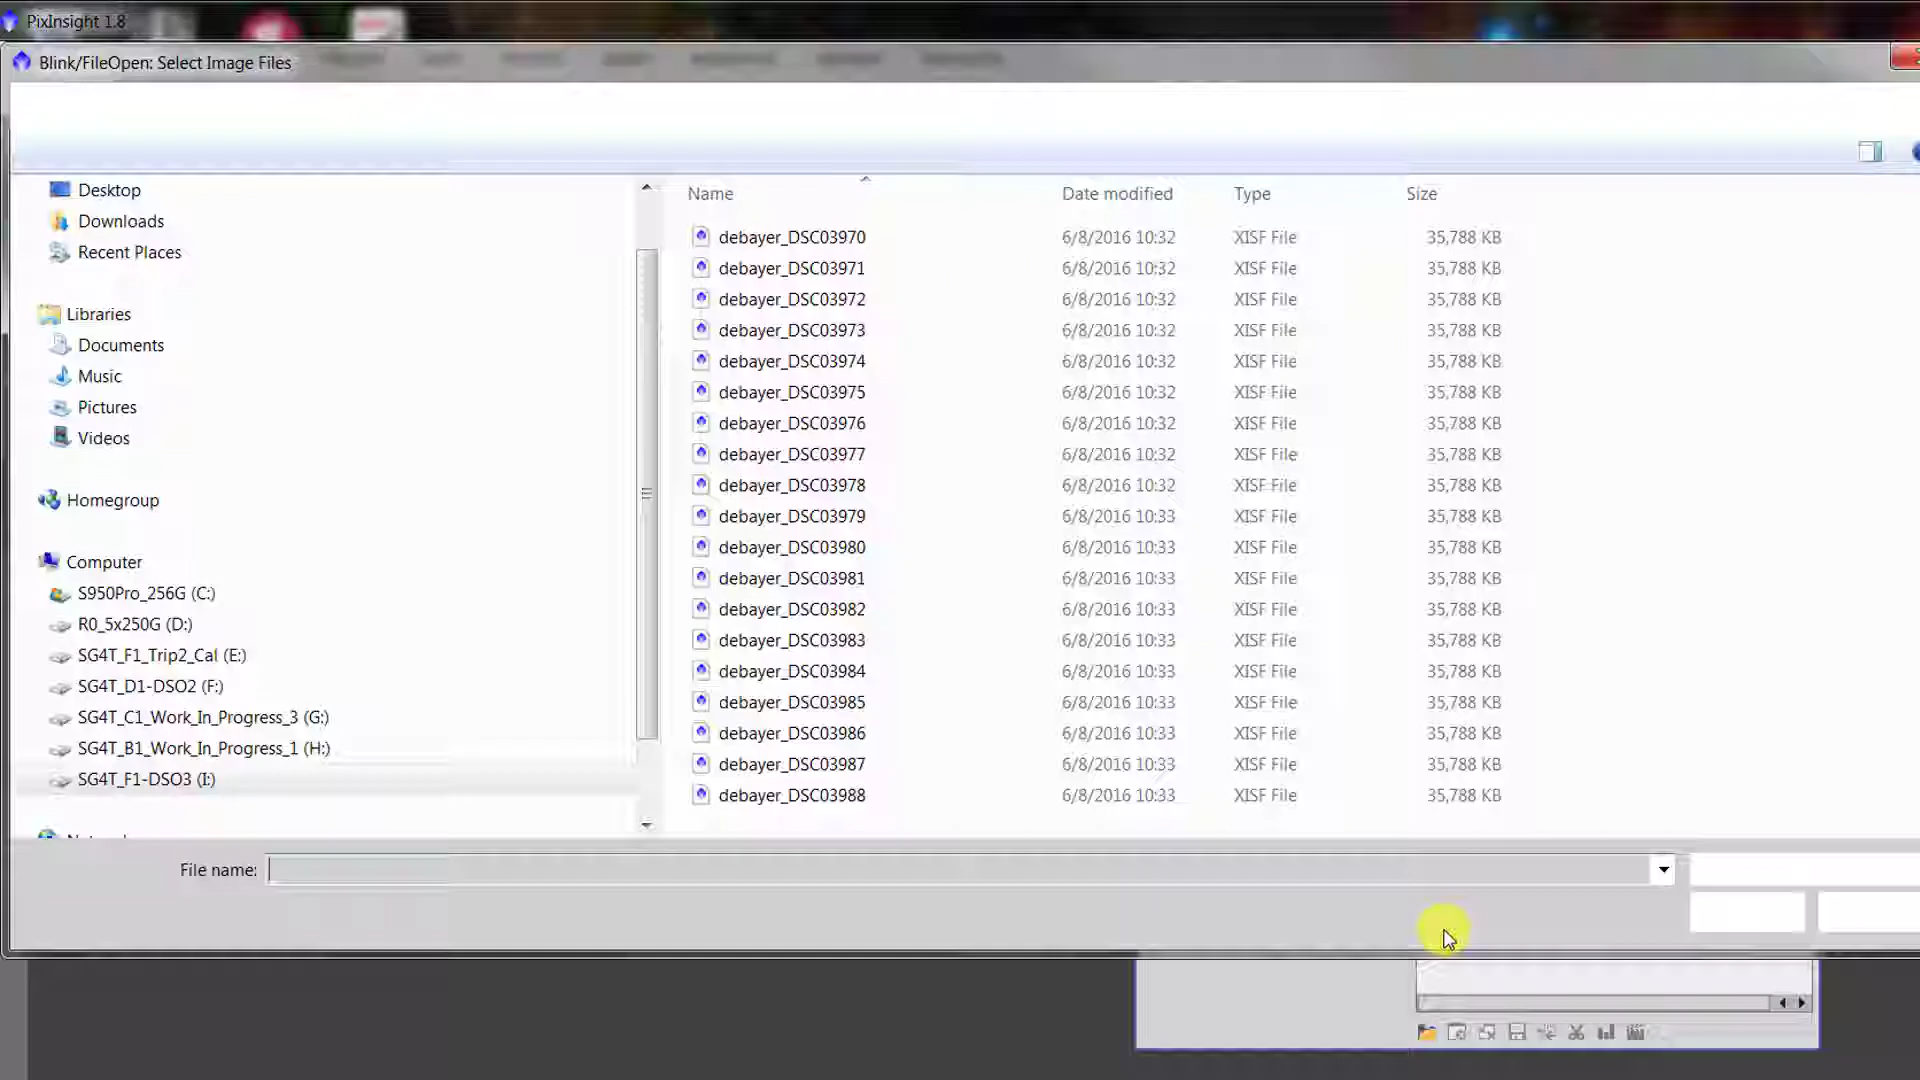 PixInsight 1.8
Blink/FileOpen: Select Image Files
Desktop
Downloads
Recent Places
Libraries
Documents
Music
Pictures
Videos
Homegroup
Computer
S950Pro_256G (C:)
R0_5x250G (D:)
SG4T_F1_Trip2_Cal (E:)
SG4T_D1-DSO2 (F:)
SG4T_C1_Work_In_Progress_3 (G:)
SG4T_B1_Work_In_Progress_1 (H:)
SG4T_F1-DSO3 (I:)
Name Date modified Type Size
debayer_DSC03970 6/8/2016 10:32 XISF File 35,788 KB
debayer_DSC03971 6/8/2016 10:32 XISF File 35,788 KB
debayer_DSC03972 6/8/2016 10:32 XISF File 35,788 KB
debayer_DSC03973 6/8/2016 10:32 XISF File 35,788 KB
debayer_DSC03974 6/8/2016 10:32 XISF File 35,788 KB
debayer_DSC03975 6/8/2016 10:32 XISF File 35,788 KB
debayer_DSC03976 6/8/2016 10:32 XISF File 35,788 KB
debayer_DSC03977 6/8/2016 10:32 XISF File 35,788 KB
debayer_DSC03978 6/8/2016 10:32 XISF File 35,788 KB
debayer_DSC03979 6/8/2016 10:33 XISF File 35,788 KB
debayer_DSC03980 6/8/2016 10:33 XISF File 35,788 KB
debayer_DSC03981 6/8/2016 10:33 XISF File 35,788 KB
debayer_DSC03982 6/8/2016 10:33 XISF File 35,788 KB
debayer_DSC03983 6/8/2016 10:33 XISF File 35,788 KB
debayer_DSC03984 6/8/2016 10:33 XISF File 35,788 KB
debayer_DSC03985 6/8/2016 10:33 XISF File 35,788 KB
debayer_DSC03986 6/8/2016 10:33 XISF File 35,788 KB
debayer_DSC03987 6/8/2016 10:33 XISF File 35,788 KB
debayer_DSC03988 6/8/2016 10:33 XISF File 35,788 KB
File name: